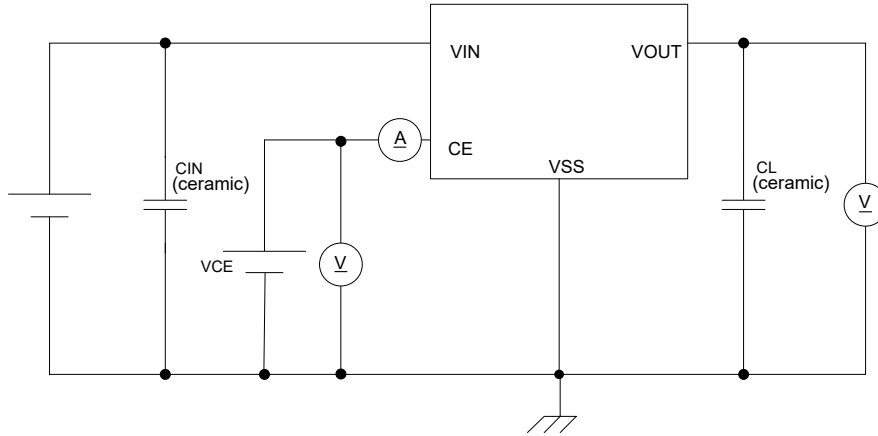 VIN
VOUT
A
CE
VSS
CIN
(ceramic)
CL
(ceramic)
V
VCE
V